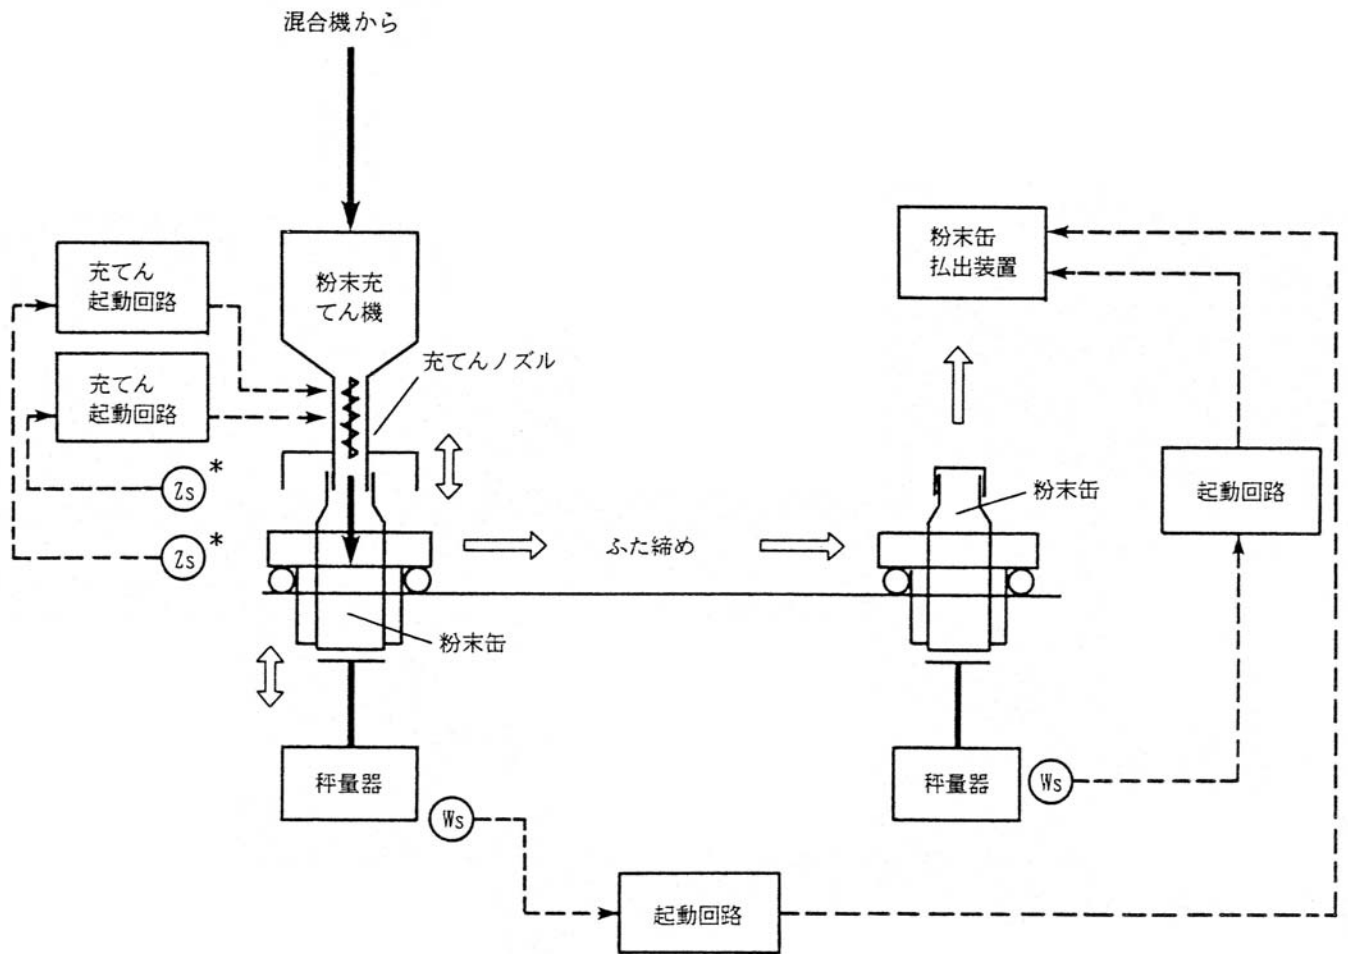 混合機から
充てん
起動回路
粉末充
てん機
粉末缶
払出装置
充てんノズル
充てん
起動回路
Zs*
Zs*
粉末缶
起動回路
ふた締め
粉末缶
秤量器
Ws
秤量器
Ws
起動回路